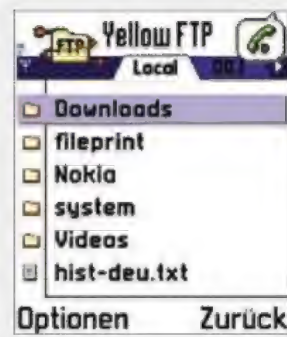 FTP
Yellow FTP
Local
Downloads
fileprint
Nokia
system
Videos
hist-deu.txt
Optionen Zurück